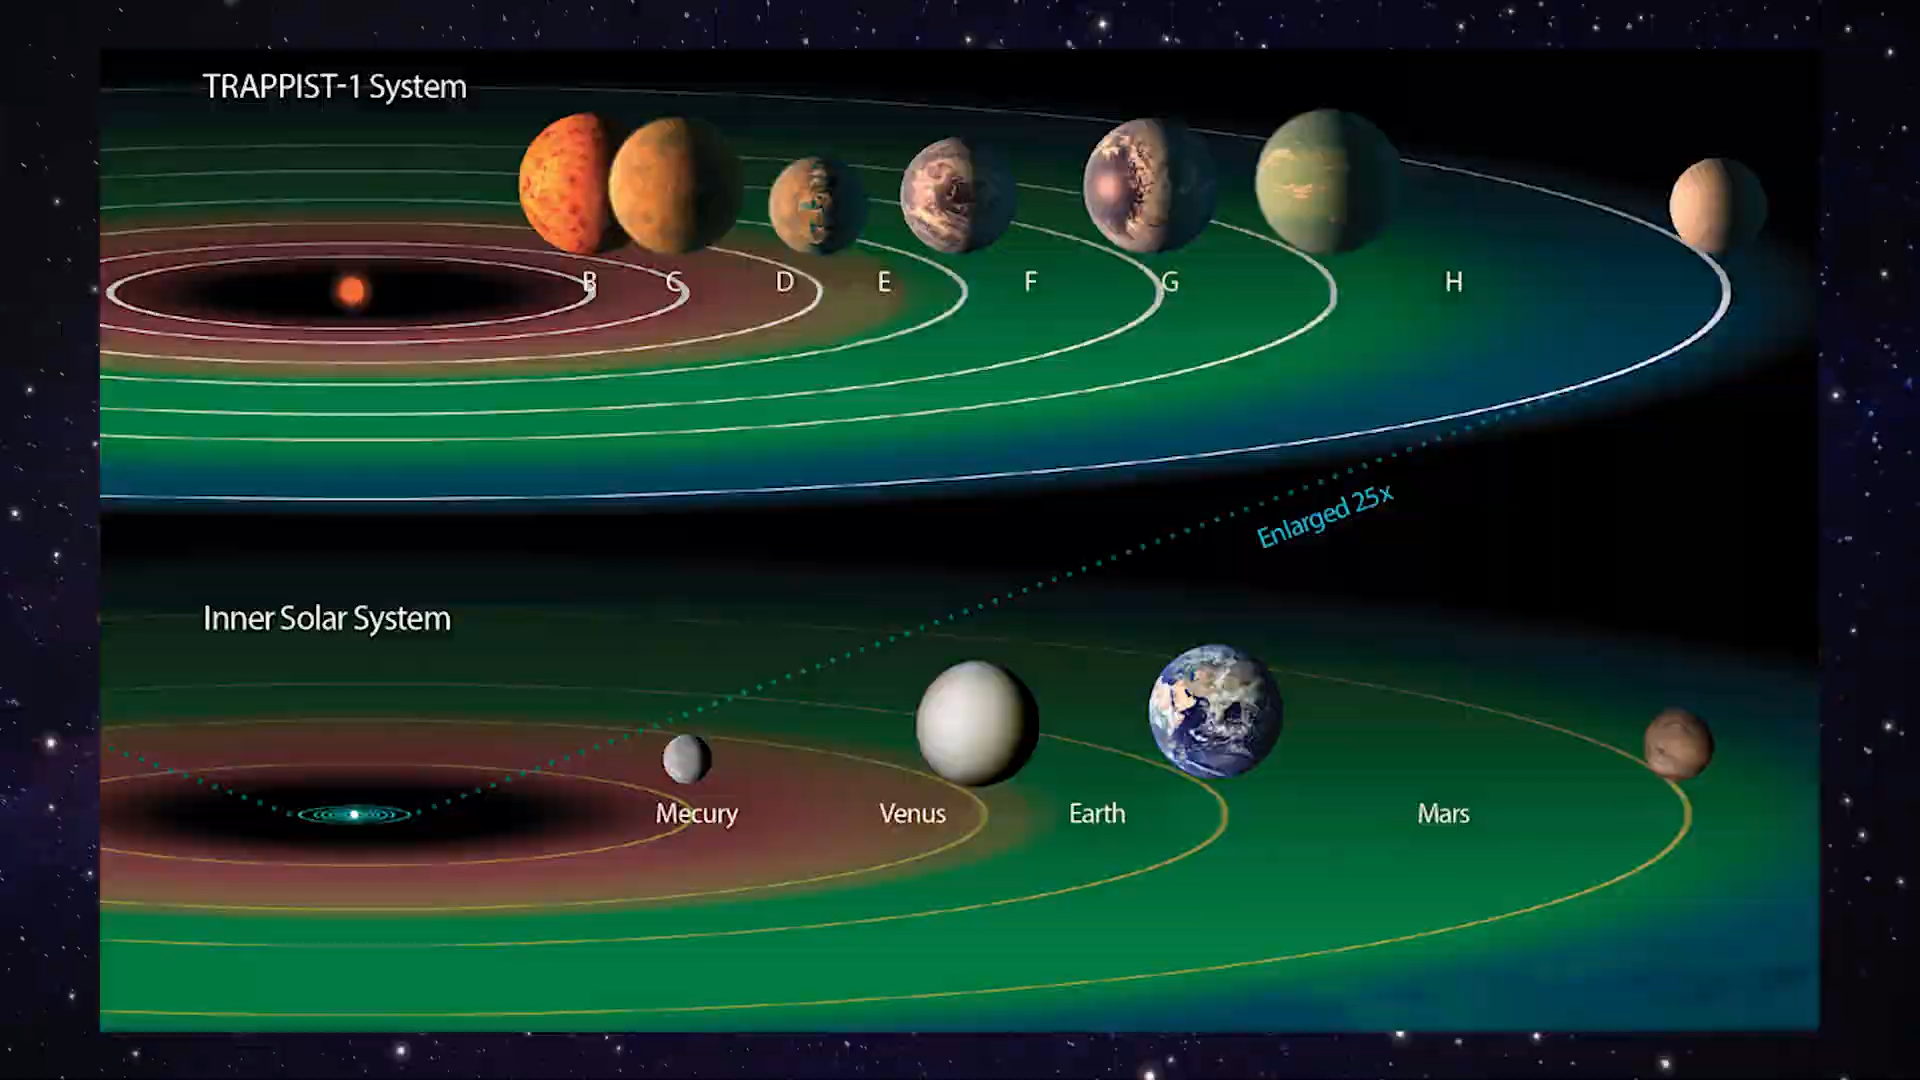 TRAPPIST-1 System
B C D E F G H
Enlarged 25x
Inner Solar System
Mecury Venus Earth Mars